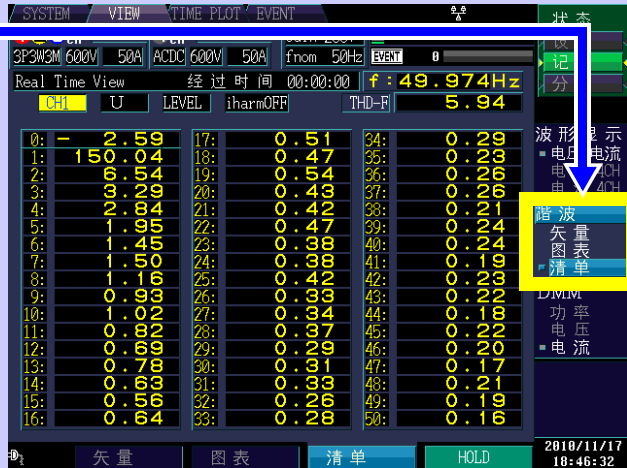 SYSTEM VIEW TIME PLOT EVENT
状态
3P3W3M 600V 50A ACDC 600V 50A fnom 50Hz EVENT 0
记
Real Time View 经过时间 00:00:00 f:49.974Hz
分
CH1 U LEVEL iharmOFF THD-F 5.94
0: - 2.59 17: 0.51 34: 0.29
1: 150.04 18: 0.47 35: 0.23
2: 6.54 19: 0.54 36: 0.26
3: 3.29 20: 0.43 37: 0.26
4: 2.84 21: 0.42 38: 0.21
5: 1.95 22: 0.47 39: 0.24
6: 1.45 23: 0.38 40: 0.24
7: 1.50 24: 0.38 41: 0.19
8: 1.16 25: 0.42 42: 0.23
9: 0.93 26: 0.33 43: 0.22
10: 1.02 27: 0.34 44: 0.18
11: 0.82 28: 0.37 45: 0.22
12: 0.69 29: 0.29 46: 0.20
13: 0.78 30: 0.31 47: 0.17
14: 0.63 31: 0.33 48: 0.21
15: 0.56 32: 0.26 49: 0.19
16: 0.64 33: 0.28 50: 0.16
波形显示
电压电流
谐波
矢量
图表
清单
DMM
功率
电压
电流
矢量 图表 清单 HOLD
2010/11/17
18:46:32